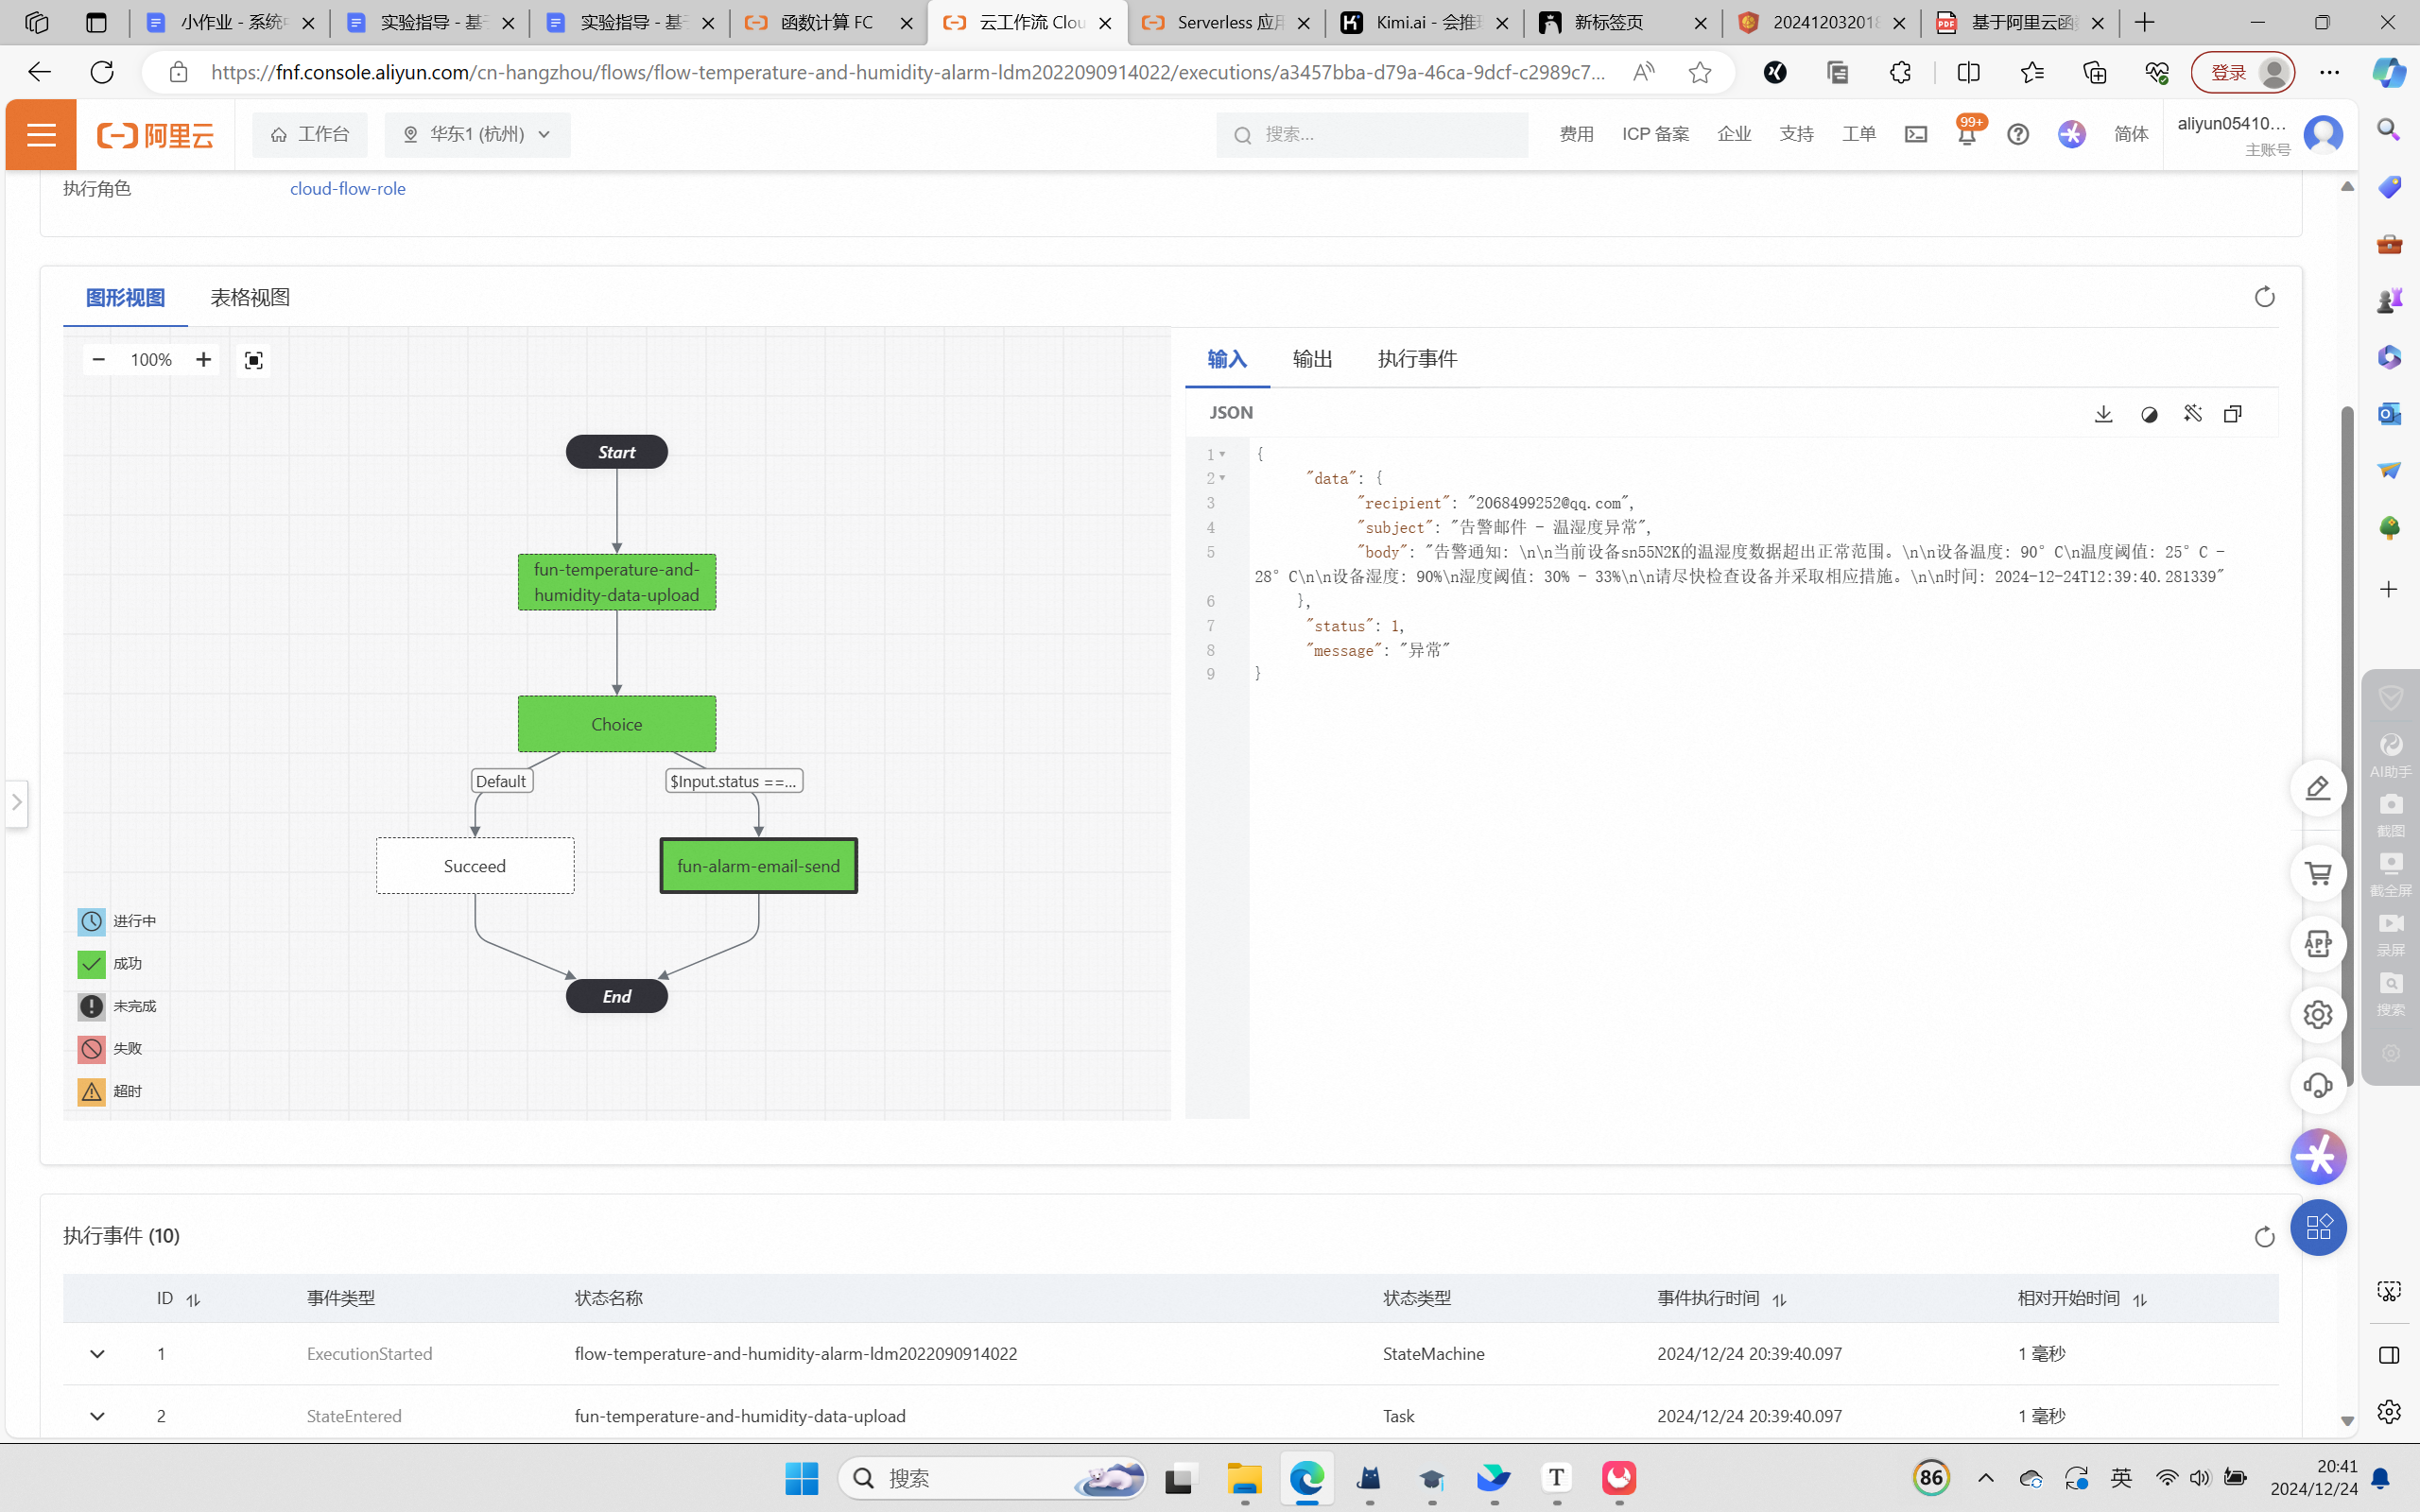 小作业 - 系统
实验指导 - 基
实验指导 - 基
函数计算 FC
云工作流 Clou
Serverless 应
Kimi.ai - 会推
新标签页
20241203201
基于阿里云函
https://fnf.console.aliyun.com/cn-hangzhou/flows/flow-temperature-and-humidity-alarm-ldm2022090914022/executions/a3457bba-d79a-46ca-9dcf-c2989c7...
登录
阿里云
工作台
华东1 (杭州)
搜索...
费用
ICP 备案
企业
支持
工单
99+
简体
aliyun05410...
主账号
执行角色
cloud-flow-role
图形视图
表格视图
100%
Start
fun-temperature-and-
humidity-data-upload
Choice
Default
$Input.status ==...
Succeed
fun-alarm-email-send
End
进行中
成功
未完成
失败
超时
输入
输出
执行事件
JSON
1 {
2 "data": {
3 "recipient": "2068499252@qq.com",
4 "subject": "告警邮件 - 温湿度异常",
5 "body": "告警通知: \n\n当前设备sn55N2K的温湿度数据超出正常范围。\n\n设备温度: 90°C\n温度阈值: 25°C -
28°C\n\n设备湿度: 90%\n湿度阈值: 30% - 33%\n\n请尽快检查设备并采取相应措施。\n\n时间: 2024-12-24T12:39:40.281339"
6 },
7 "status": 1,
8 "message": "异常"
9 }
AI助手
截图
截全屏
录屏
搜索
APP
执行事件 (10)
ID
事件类型
状态名称
状态类型
事件执行时间
相对开始时间
1
ExecutionStarted
flow-temperature-and-humidity-alarm-ldm2022090914022
StateMachine
2024/12/24 20:39:40.097
1 毫秒
2
StateEntered
fun-temperature-and-humidity-data-upload
Task
2024/12/24 20:39:40.097
1 毫秒
搜索
86
英
20:41
2024/12/24